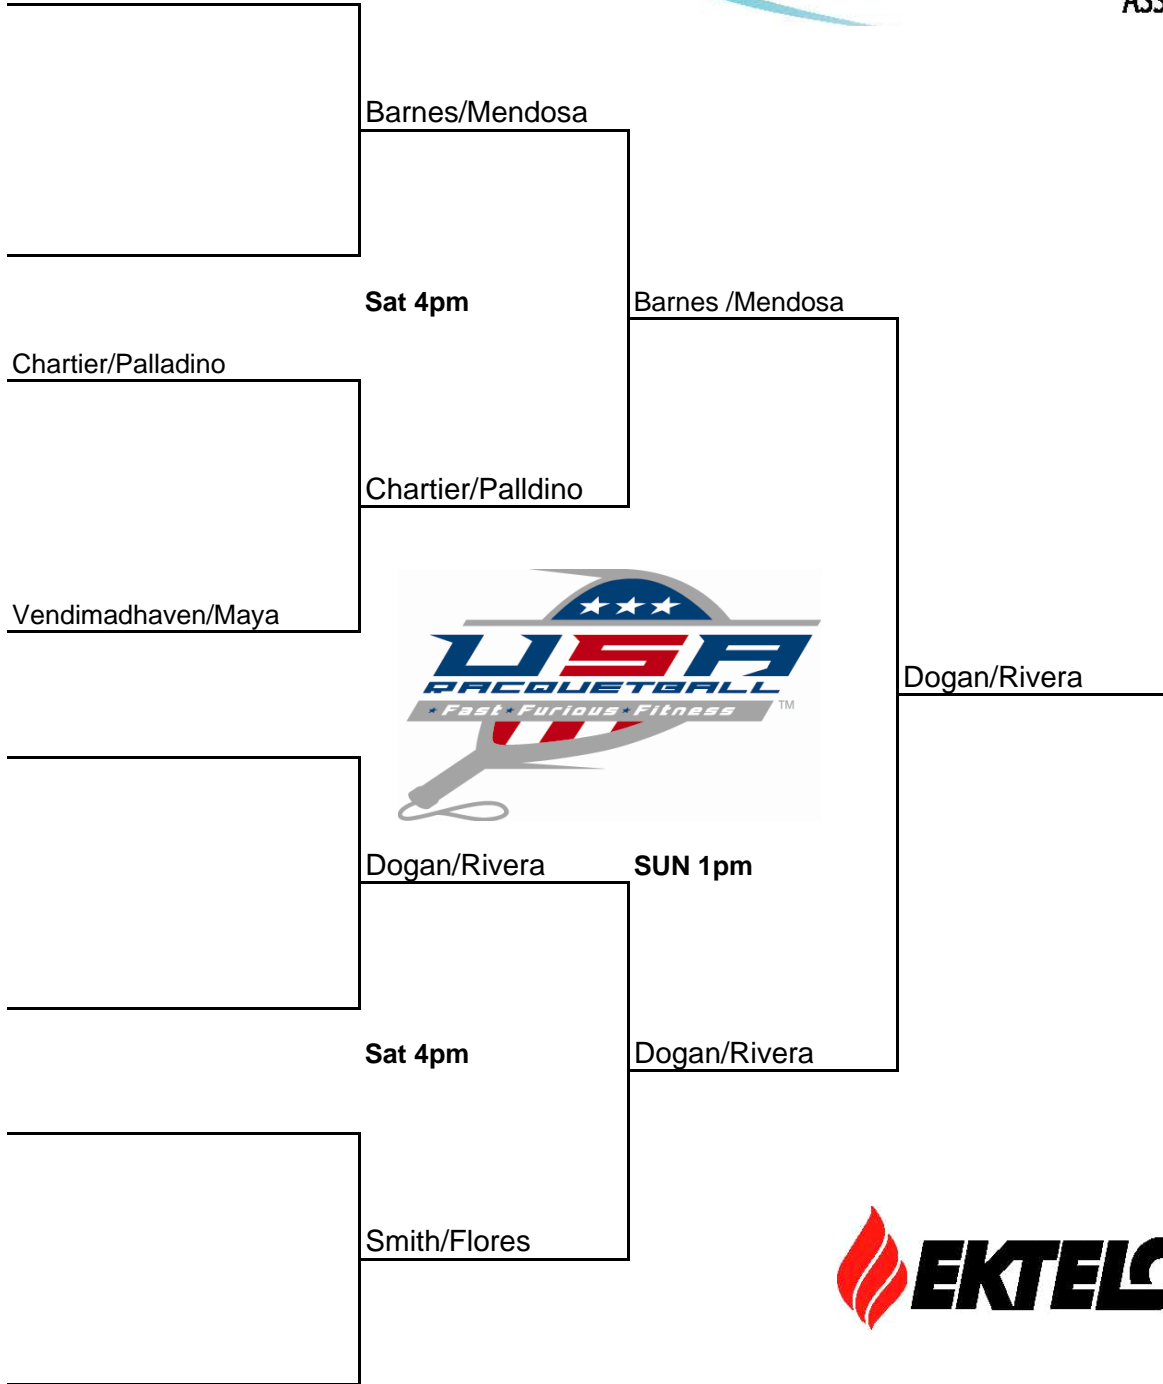 Barnes/Mendosa
Sat 4pm
Barnes /Mendosa
Chartier/Palladino
Chartier/Palldino
Vendimadhaven/Maya
USA
RACQUETBALL
Fast Furious Fitness
TM
Dogan/Rivera
Dogan/Rivera
SUN 1pm
Sat 4pm
Dogan/Rivera
Smith/Flores